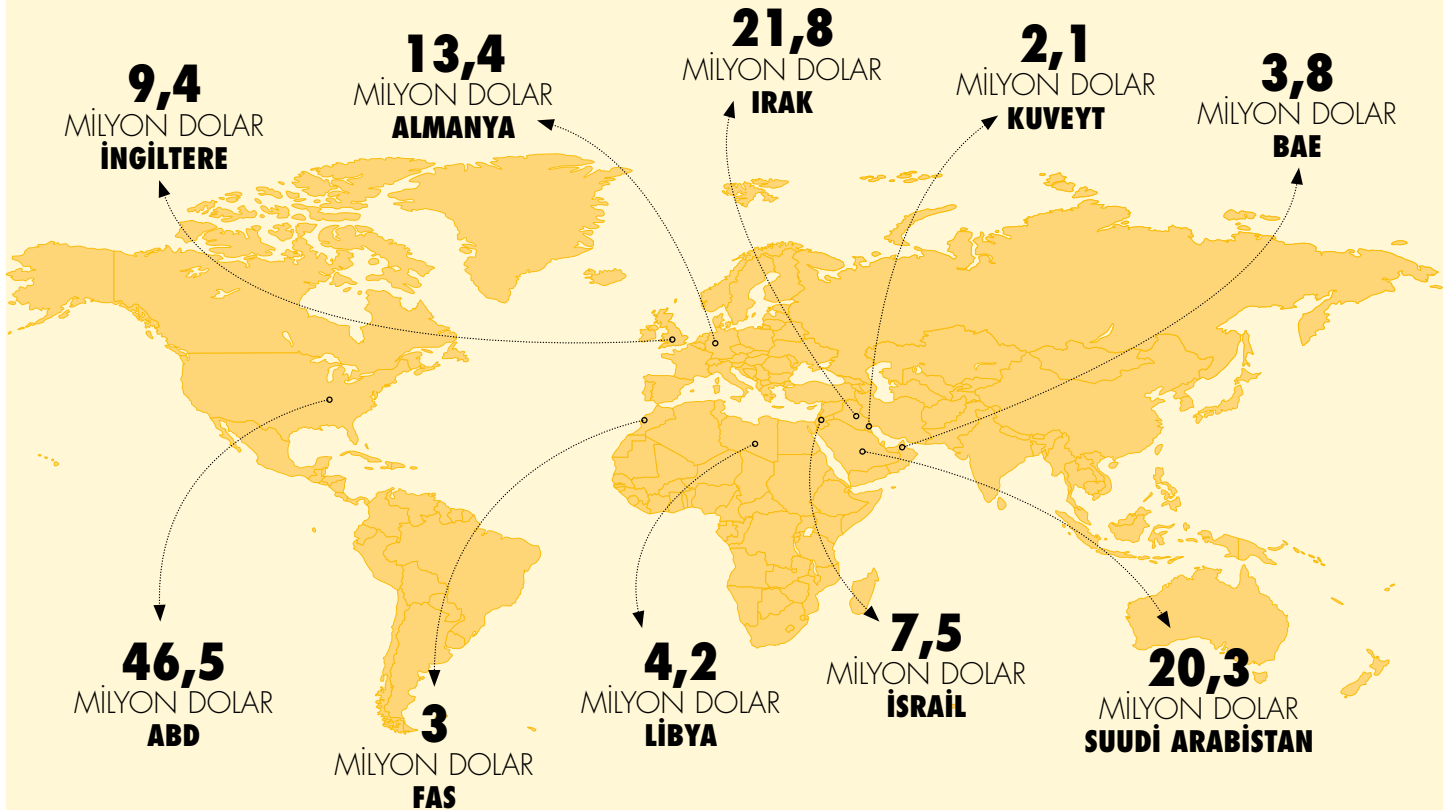 9,4
MİLYON DOLAR
İNGİLTERE
13,4
MİLYON DOLAR
ALMANYA
21,8
MİLYON DOLAR
IRAK
2,1
MİLYON DOLAR
KUVEYT
3,8
MİLYON DOLAR
BAE
46,5
MİLYON DOLAR
ABD
3
MİLYON DOLAR
FAS
4,2
MİLYON DOLAR
LİBYA
7,5
MİLYON DOLAR
İSRAİL
20,3
MİLYON DOLAR
SUUDİ ARABİSTAN